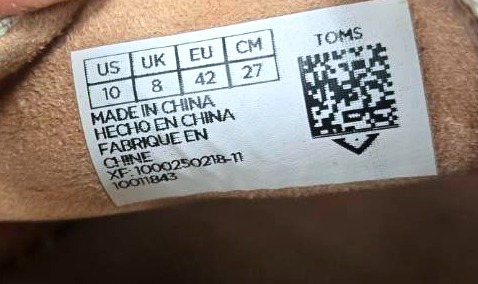 US UK EU CM
10 8 42 27
MADE IN CHINA
HECHO EN CHINA
FABRIQUE EN
CHINE
XF: 1000250218-11
10011843
TOMS